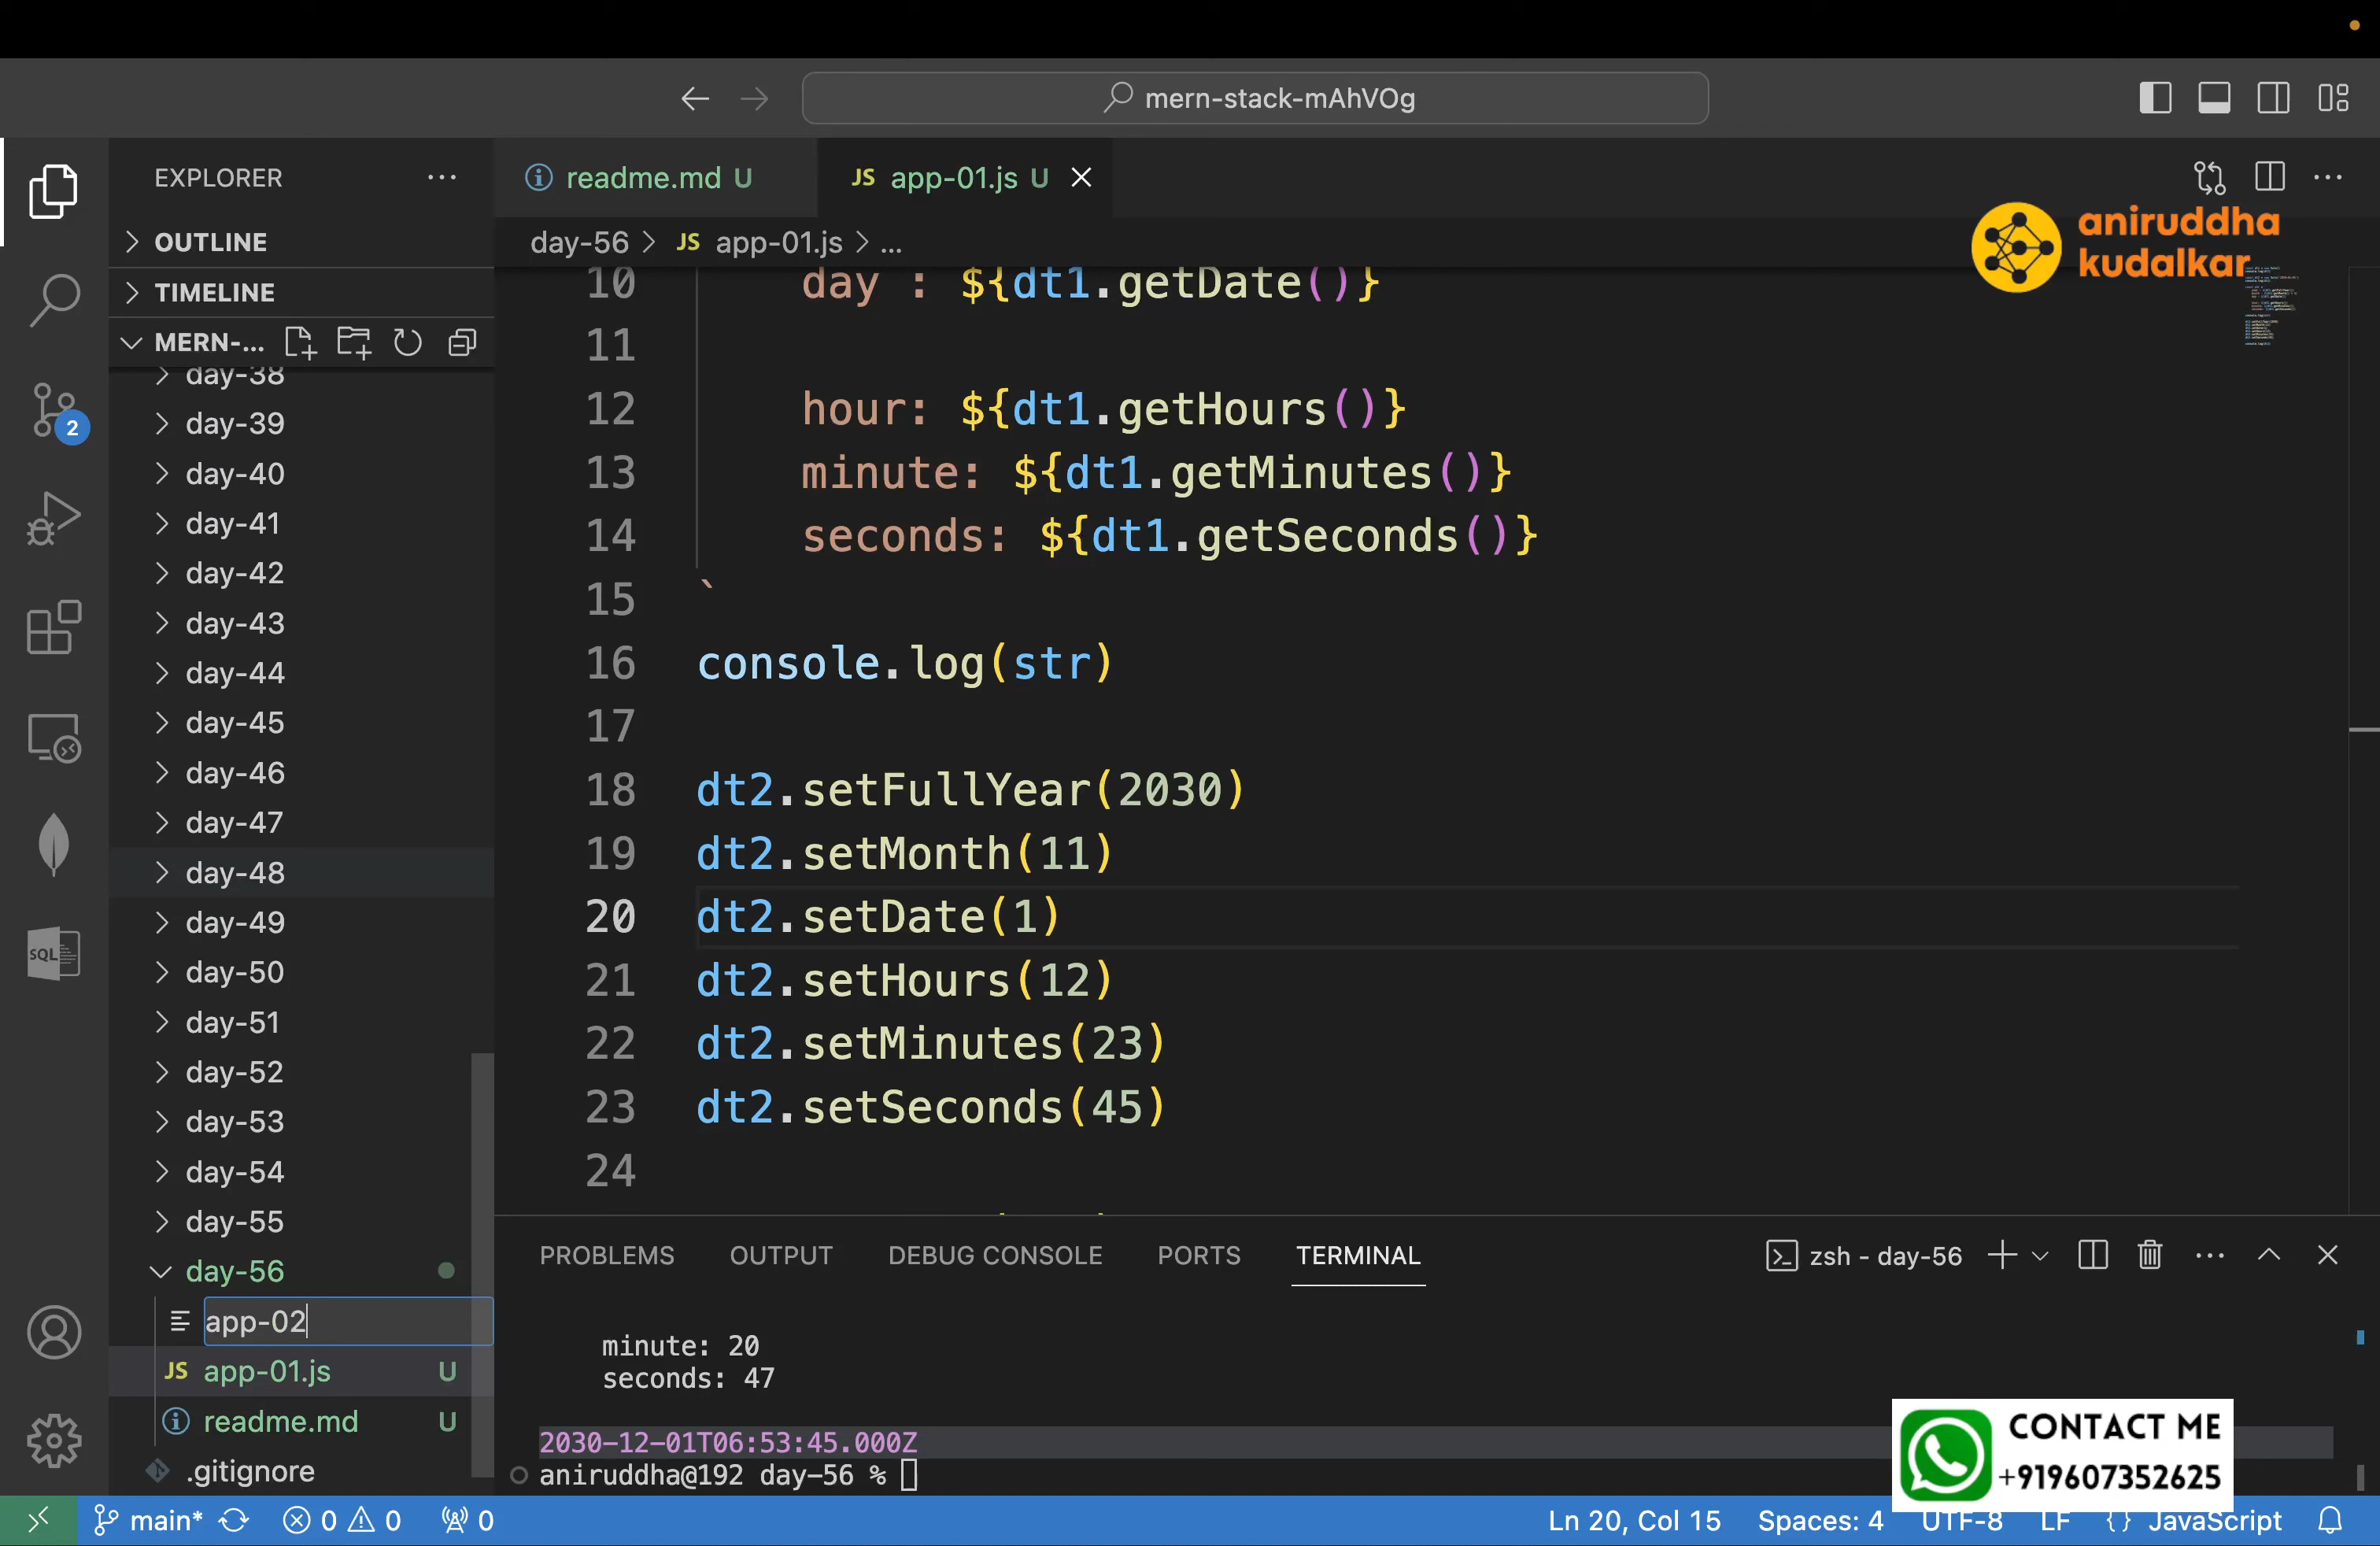 mern-stack-mAhVOg
EXPLORER
readme.md U
JS app-01.js U
OUTLINE
day-56 > JS app-01.js > ...
aniruddha
kudalkar
TIMELINE
MERN-...
day-38
day-39
day-40
day-41
day-42
day-43
day-44
day-45
day-46
day-47
day-48
day-49
day-50
day-51
day-52
day-53
day-54
day-55
day-56
app-02
JS app-01.js U
readme.md U
.gitignore
2
SQL
10 day : ${dt1.getDate()}
11
12 hour: ${dt1.getHours()}
13 minute: ${dt1.getMinutes()}
14 seconds: ${dt1.getSeconds()}
15 `
16 console.log(str)
17
18 dt2.setFullYear(2030)
19 dt2.setMonth(11)
20 dt2.setDate(1)
21 dt2.setHours(12)
22 dt2.setMinutes(23)
23 dt2.setSeconds(45)
24
PROBLEMS OUTPUT DEBUG CONSOLE PORTS TERMINAL
zsh - day-56
minute: 20
seconds: 47
2030-12-01T06:53:45.000Z
aniruddha@192 day-56 %
CONTACT ME
+919607352625
main* 0 0 0
Ln 20, Col 15 Spaces: 4 UTF-8 LF {} JavaScript